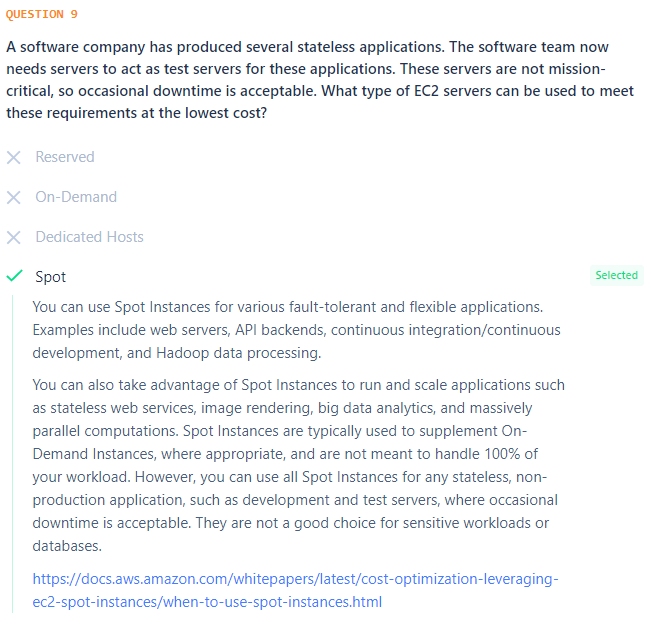 QUESTION 9
A software company has produced several stateless applications. The software team now
needs servers to act as test servers for these applications. These servers are not mission-
critical, so occasional downtime is acceptable. What type of EC2 servers can be used to meet
these requirements at the lowest cost?
Reserved
On-Demand
Dedicated Hosts
Spot
Selected
You can use Spot Instances for various fault-tolerant and flexible applications.
Examples include web servers, API backends, continuous integration/continuous
development, and Hadoop data processing.
You can also take advantage of Spot Instances to run and scale applications such
as stateless web services, image rendering, big data analytics, and massively
parallel computations. Spot Instances are typically used to supplement On-
Demand Instances, where appropriate, and are not meant to handle 100% of
your workload. However, you can use all Spot Instances for any stateless, non-
production application, such as development and test servers, where occasional
downtime is acceptable. They are not a good choice for sensitive workloads or
databases.
https://docs.aws.amazon.com/whitepapers/latest/cost-optimization-leveraging-
ec2-spot-instances/when-to-use-spot-instances.html